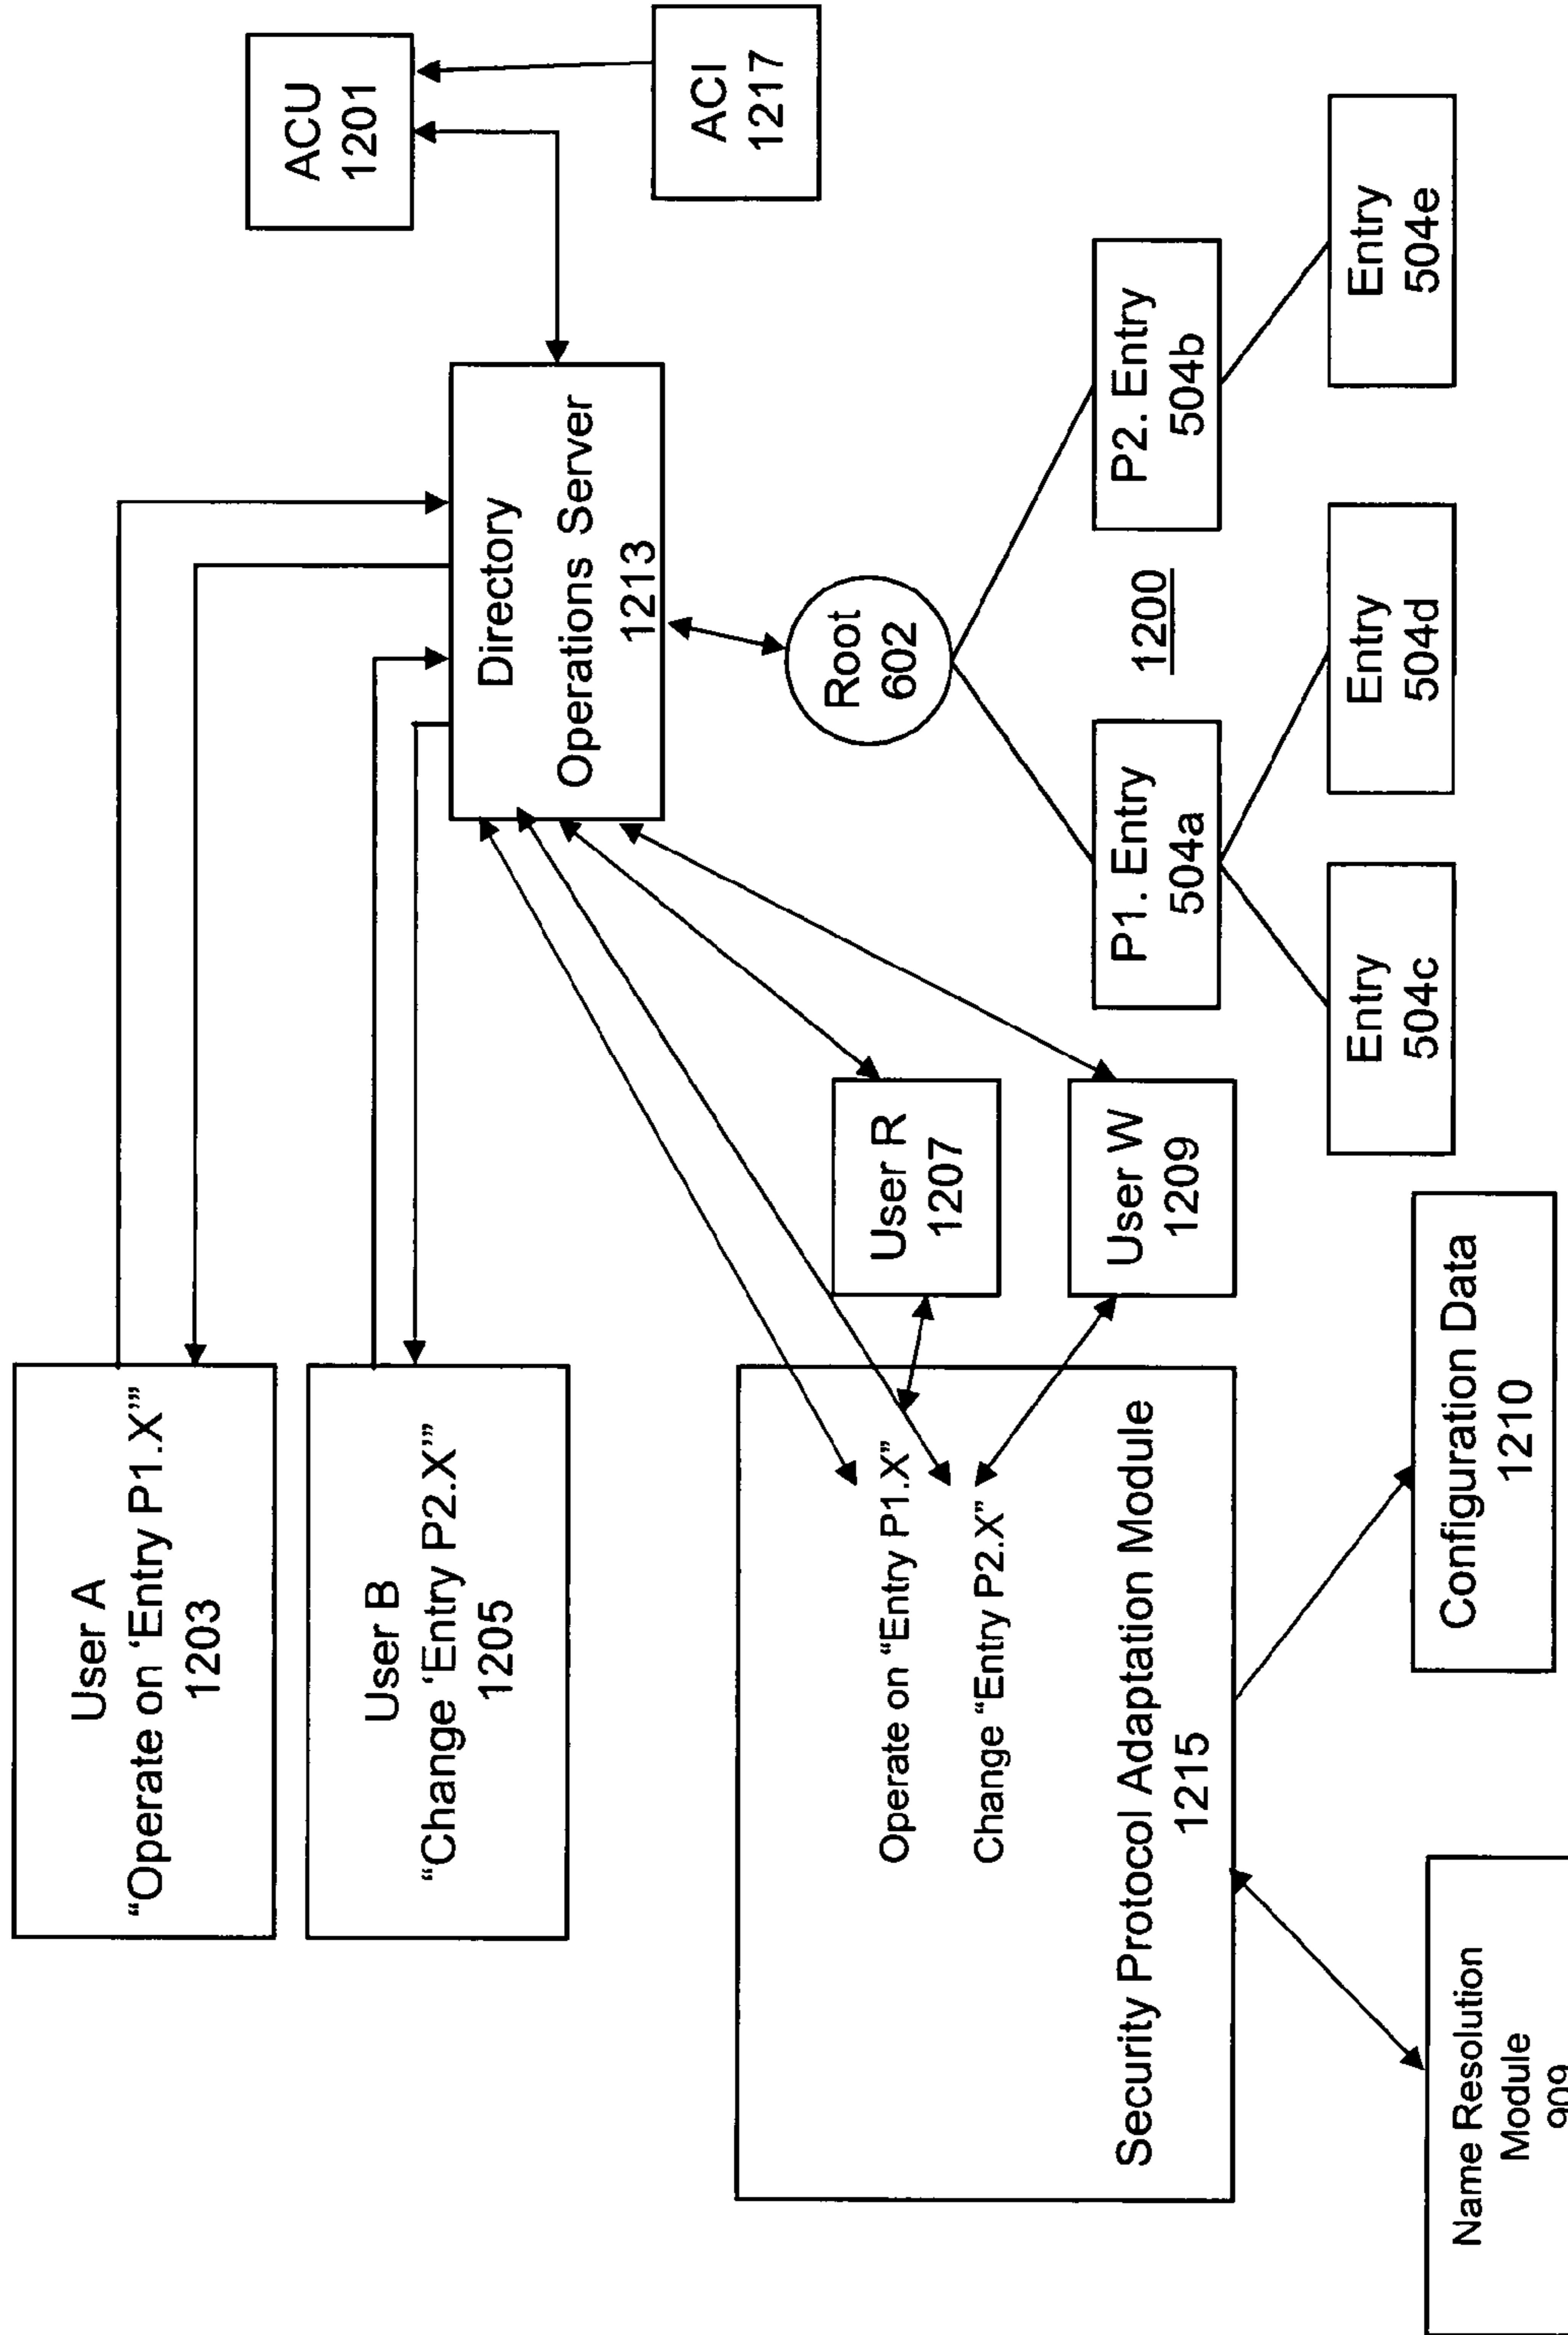 User A
“Operate on ‘Entry P1.X’”
1203
User B
“Change ‘Entry P2.X’”
1205
Operate on “Entry P1.X”
Change “Entry P2.X”
Security Protocol Adaptation Module
1215
Name Resolution
Module
909
Configuration Data
1210
User R
1207
User W
1209
Directory
Operations Server
1213
ACU
1201
ACI
1217
Root
602
1200
P1. Entry
504a
P2. Entry
504b
Entry
504c
Entry
504d
Entry
504e